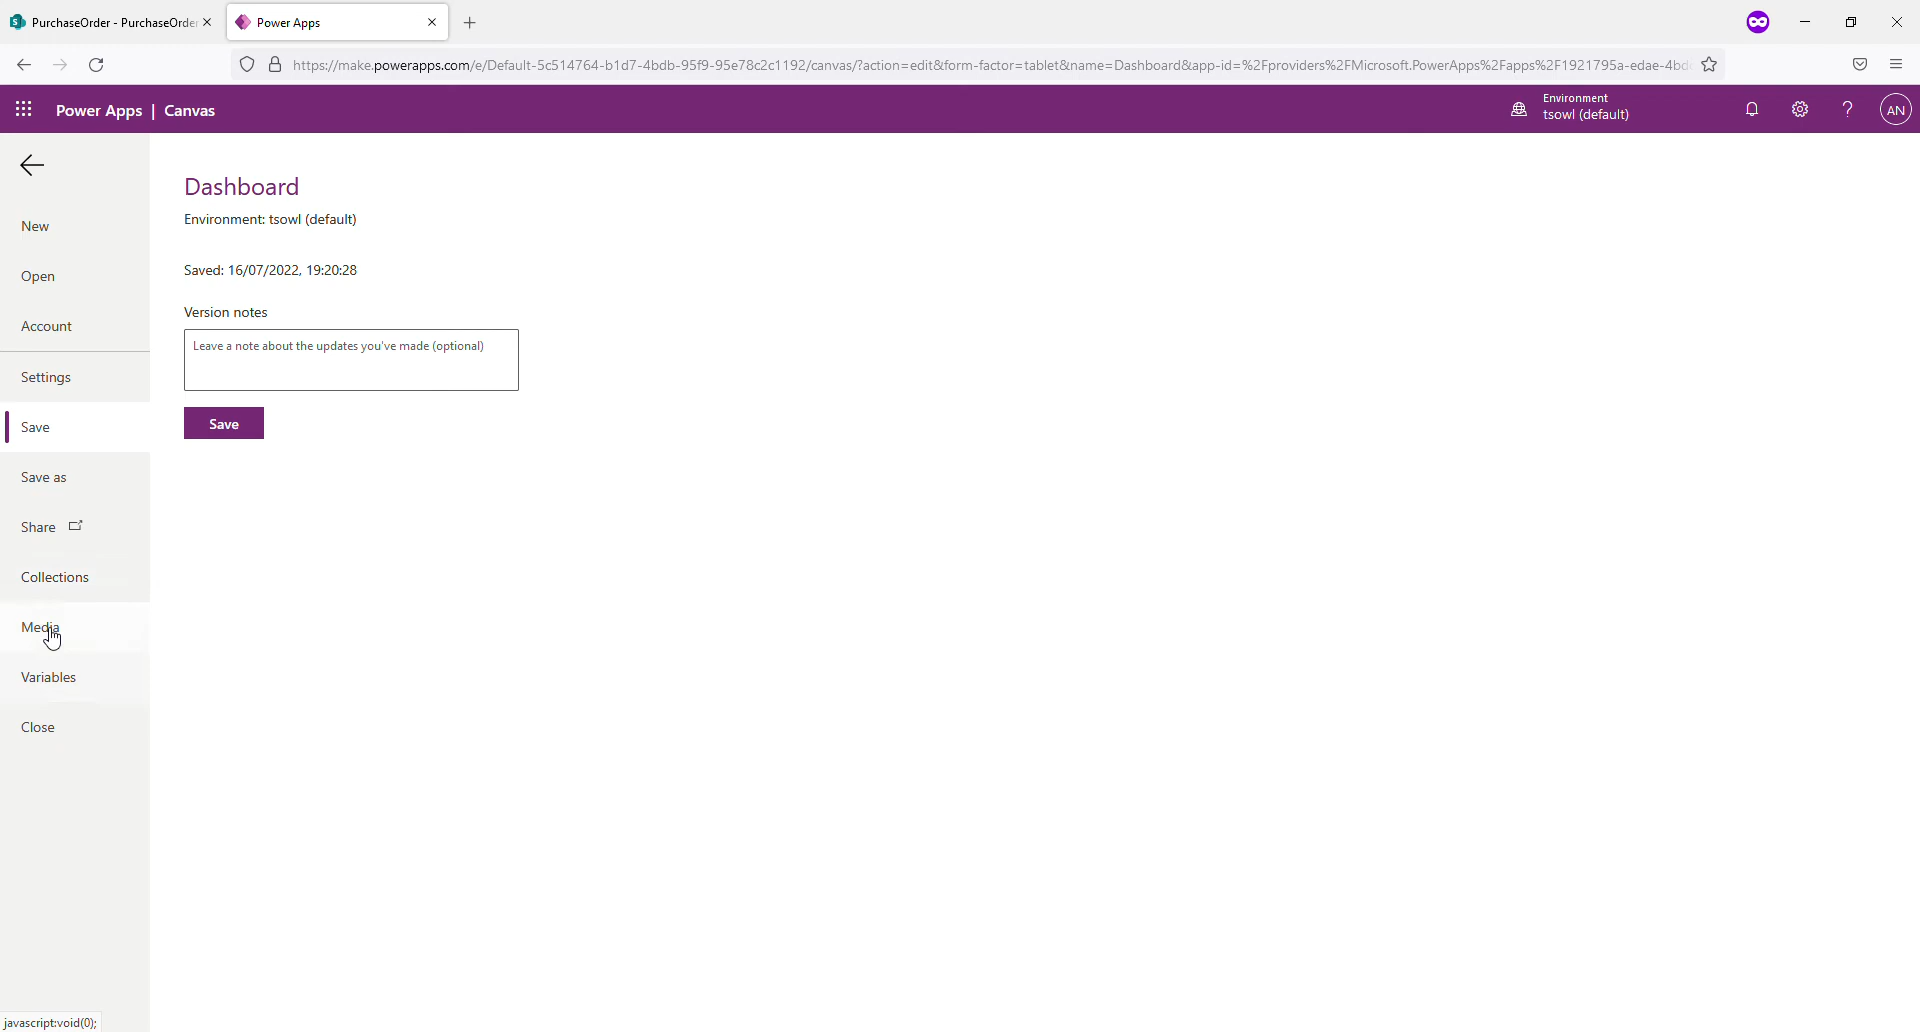 PurchaseOrder - PurchaseOrder
Power Apps
https://make.powerapps.com/e/Default-5c514764-b1d7-4bdb-95f9-95e78c2c1192/canvas/?action=edit&form-factor=tablet&name=Dashboard&app-id=%2Fproviders%2FMicrosoft.PowerApps%2Fapps%2F1921795a-edae-4bd
Power Apps | Canvas
Environment
tsowl (default)
AN
New
Open
Account
Settings
Save
Save as
Share
Collections
Media
Variables
Close
Dashboard
Environment: tsowl (default)
Saved: 16/07/2022, 19:20:28
Version notes
Leave a note about the updates you've made (optional)
Save
javascript:void(0);